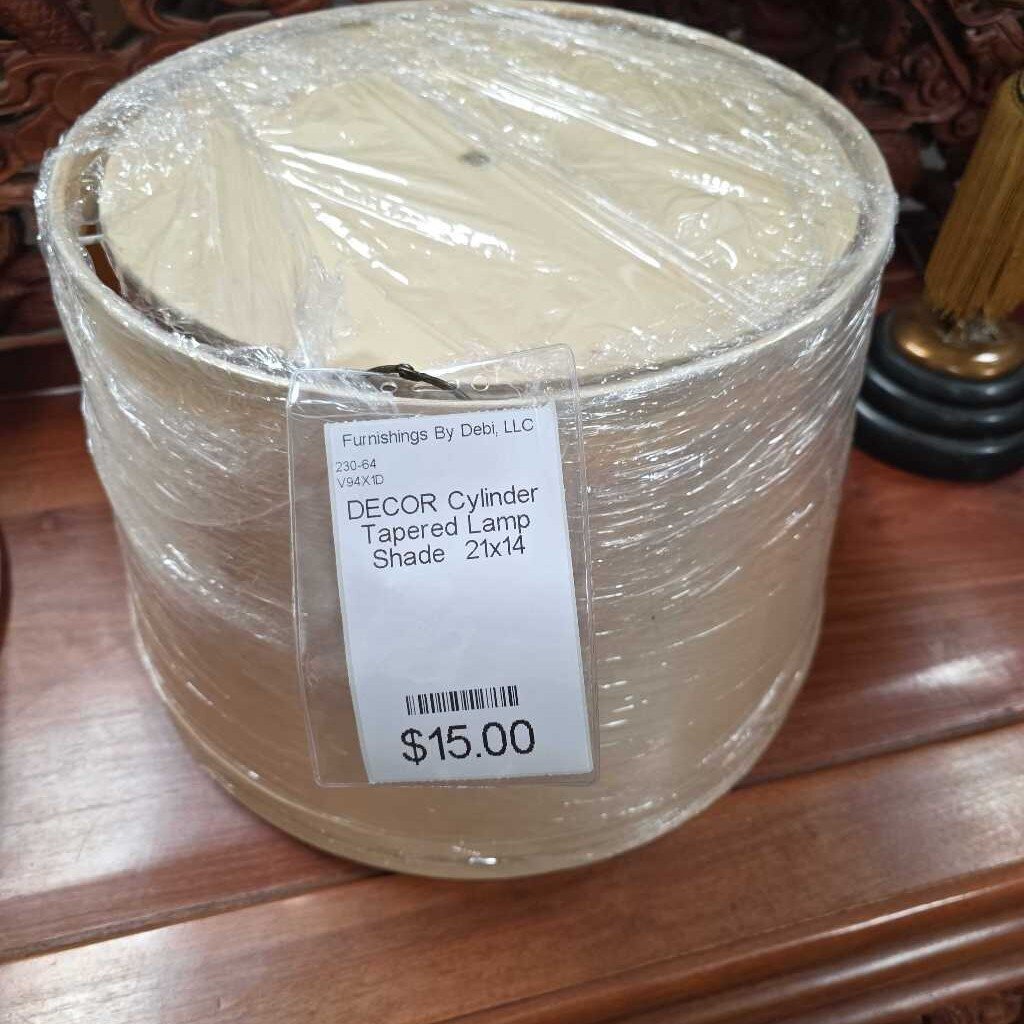 Furnishings By Debi, LLC
230-64
V94X1D
DECOR Cylinder
Tapered Lamp
Shade 21x14
$15.00